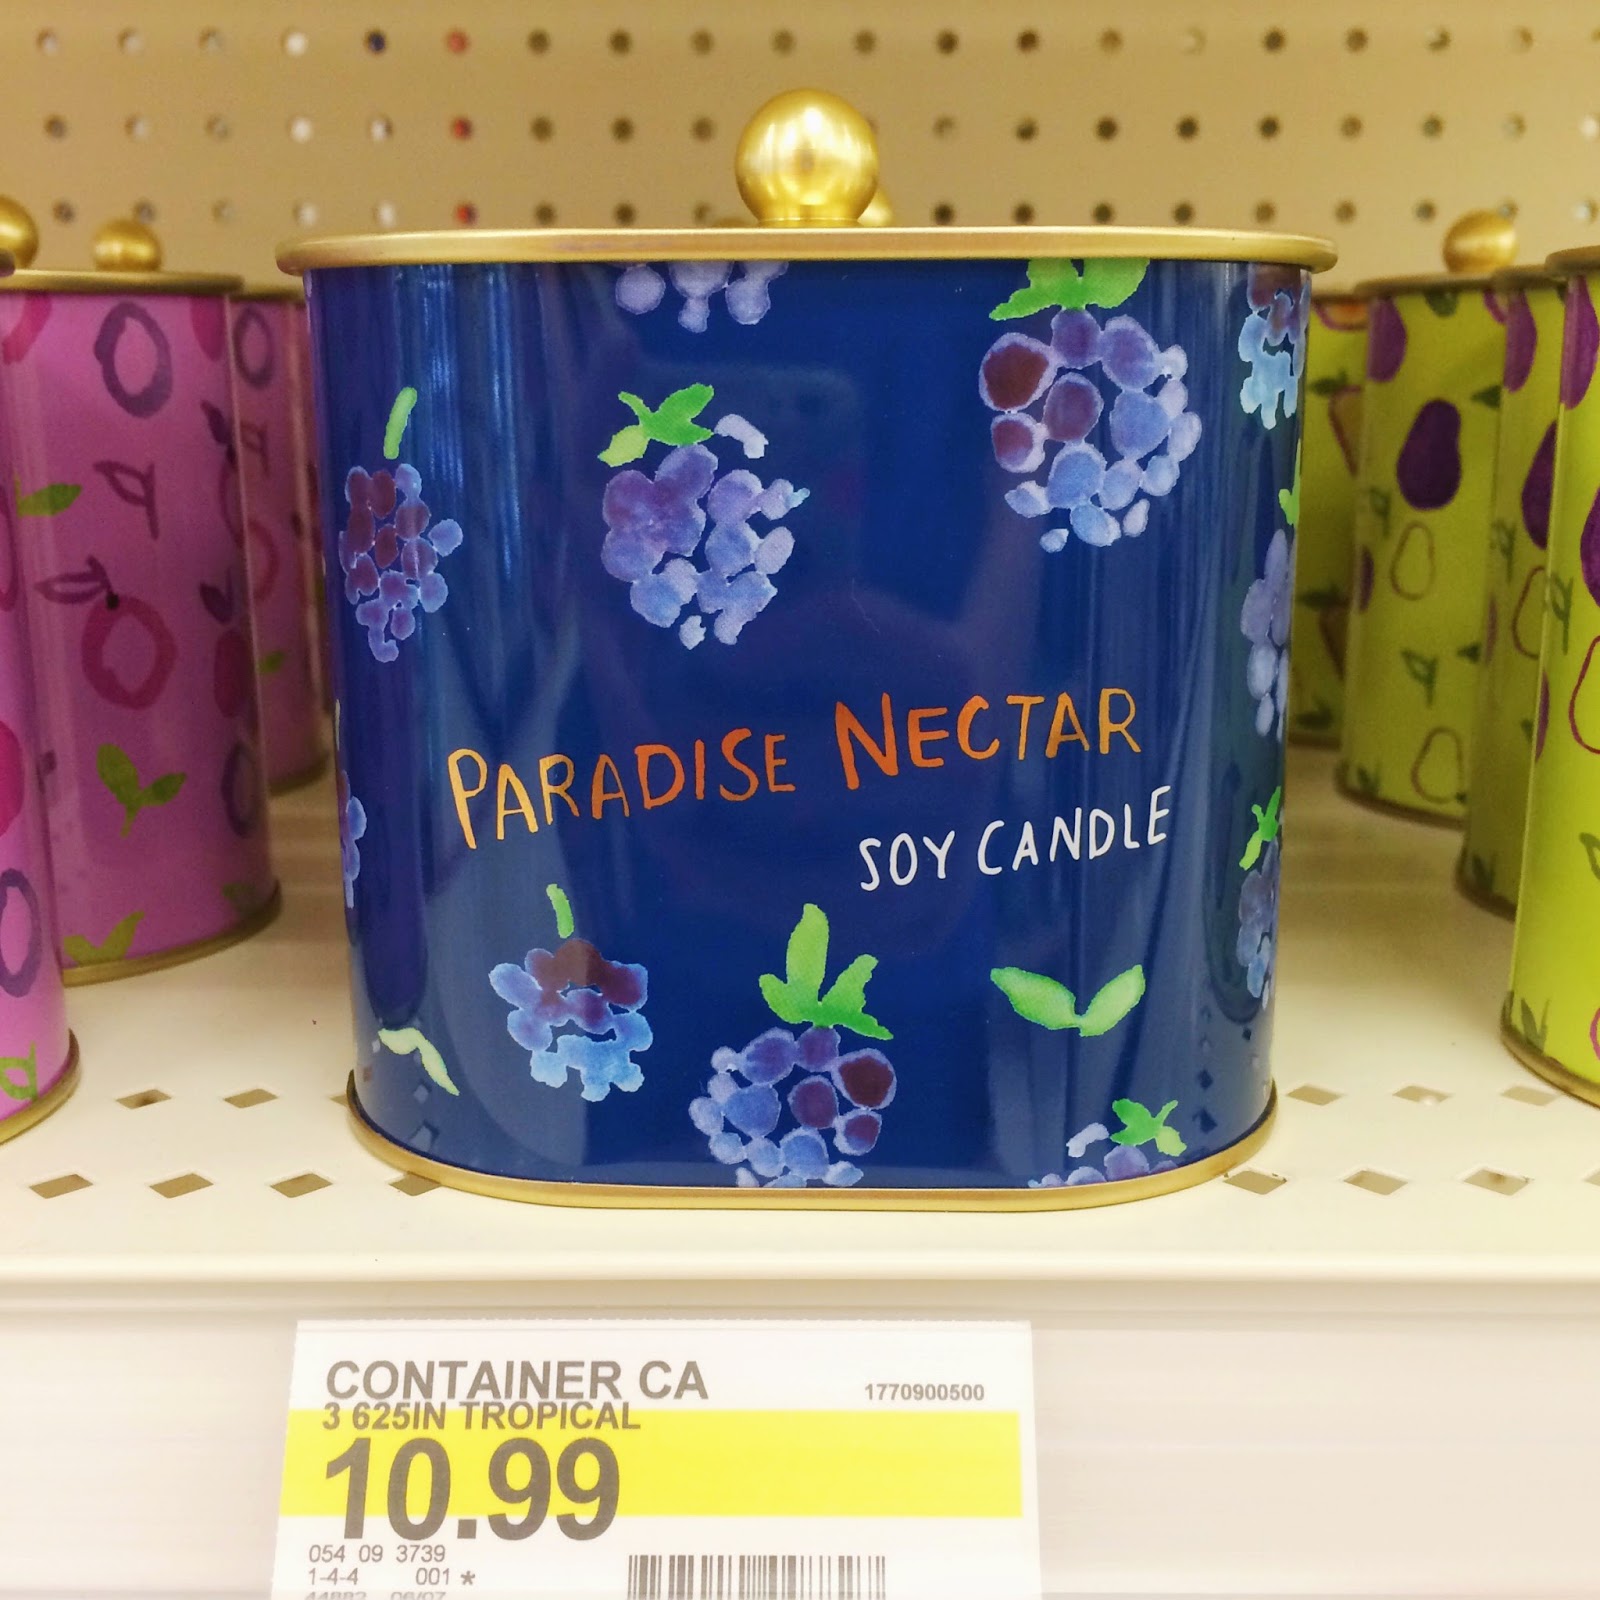 PARADISE NECTAR
SOY CANDLE
CONTAINER CA 1770900500
3 625IN TROPICAL
10.99
054 09 3739
1-4-4 001 *